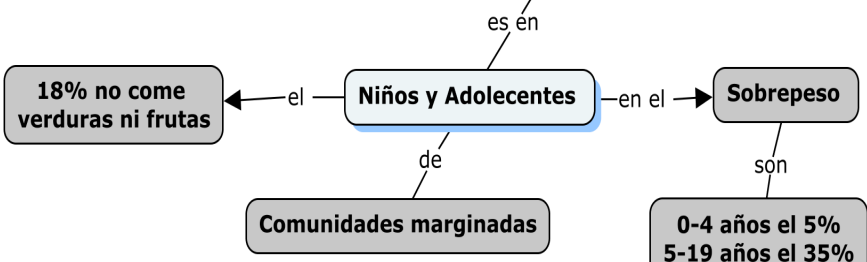 es en
18% no come
verduras ni frutas
el
Niños y Adolecentes
en el
Sobrepeso
de
son
Comunidades marginadas
0-4 años el 5%
5-19 años el 35%